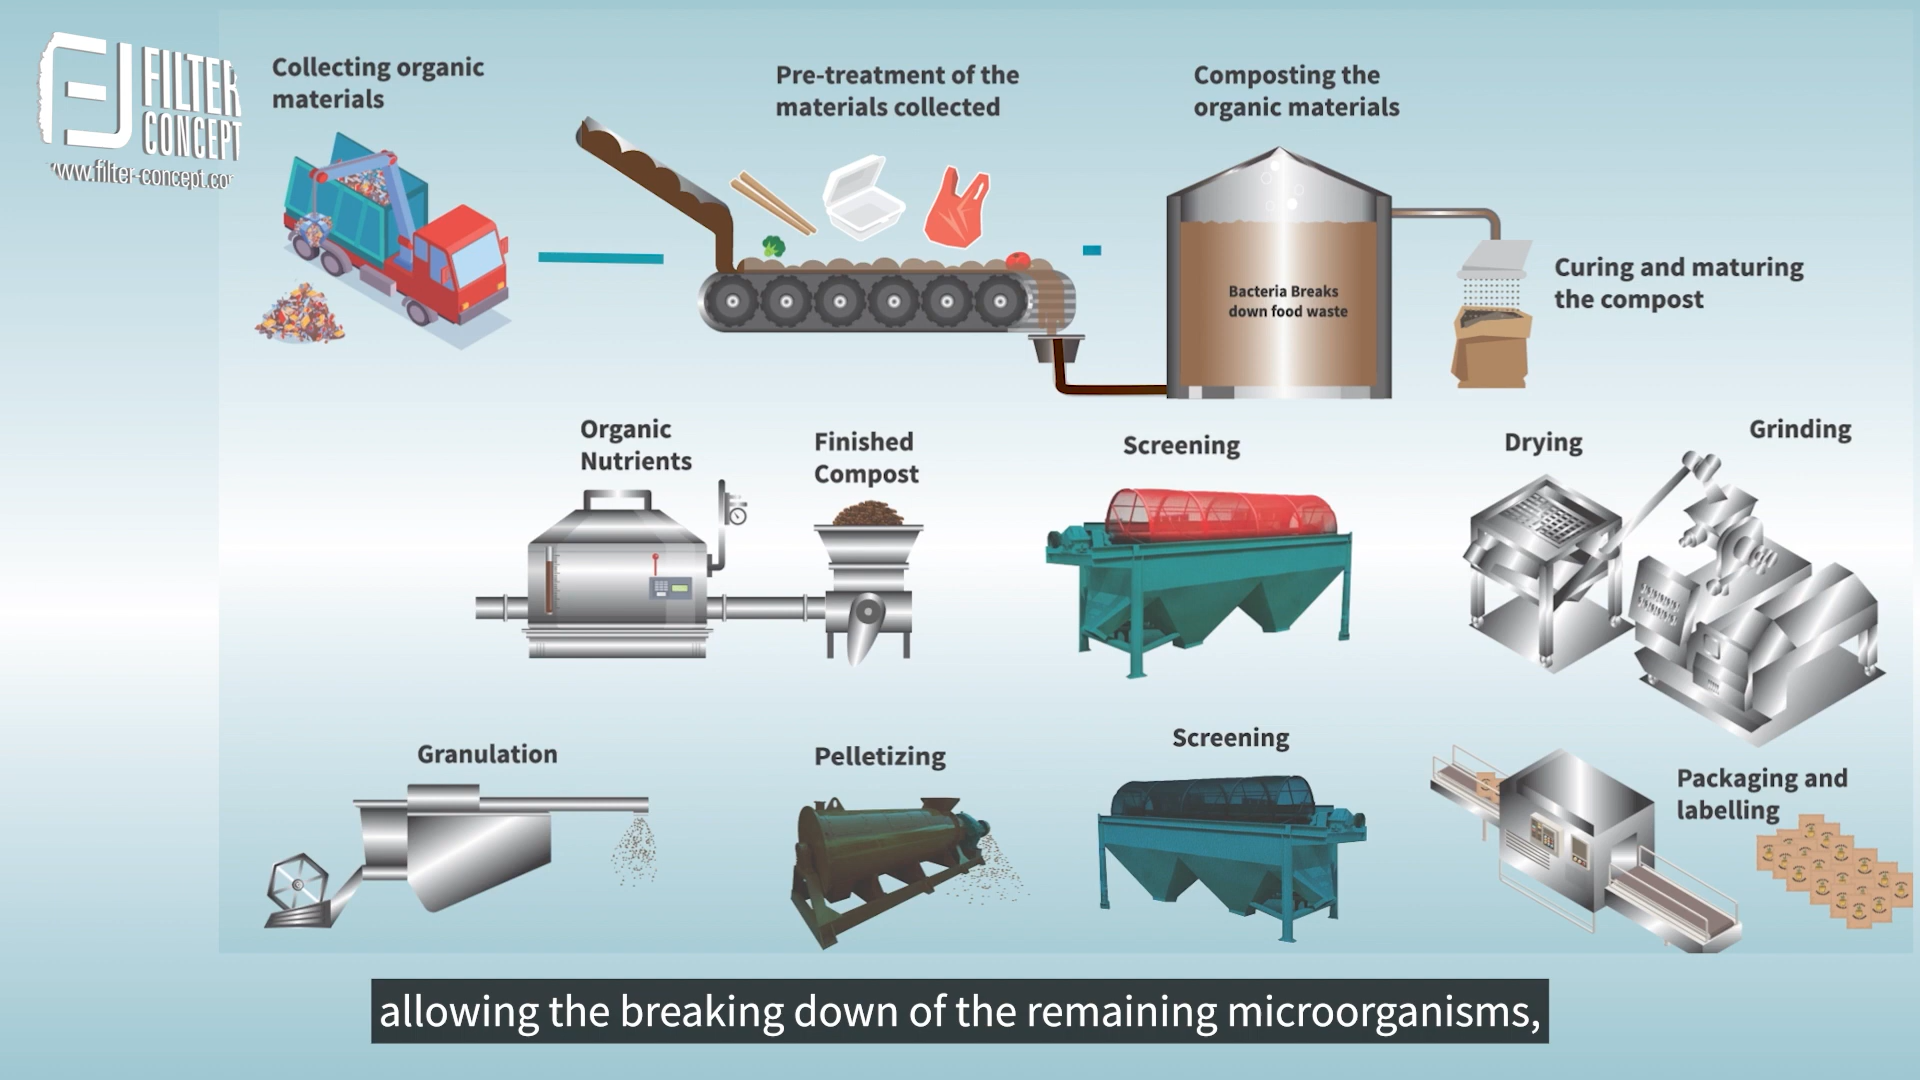 FILTER
CONCEPT
www.filter-concept.co
Collecting organic
materials
Pre-treatment of the
materials collected
Composting the
organic materials
Bacteria Breaks
down food waste
Curing and maturing
the compost
Organic
Nutrients
Finished
Compost
Screening
Drying
Grinding
Granulation
Pelletizing
Screening
Packaging and
labelling
allowing the breaking down of the remaining microorganisms,